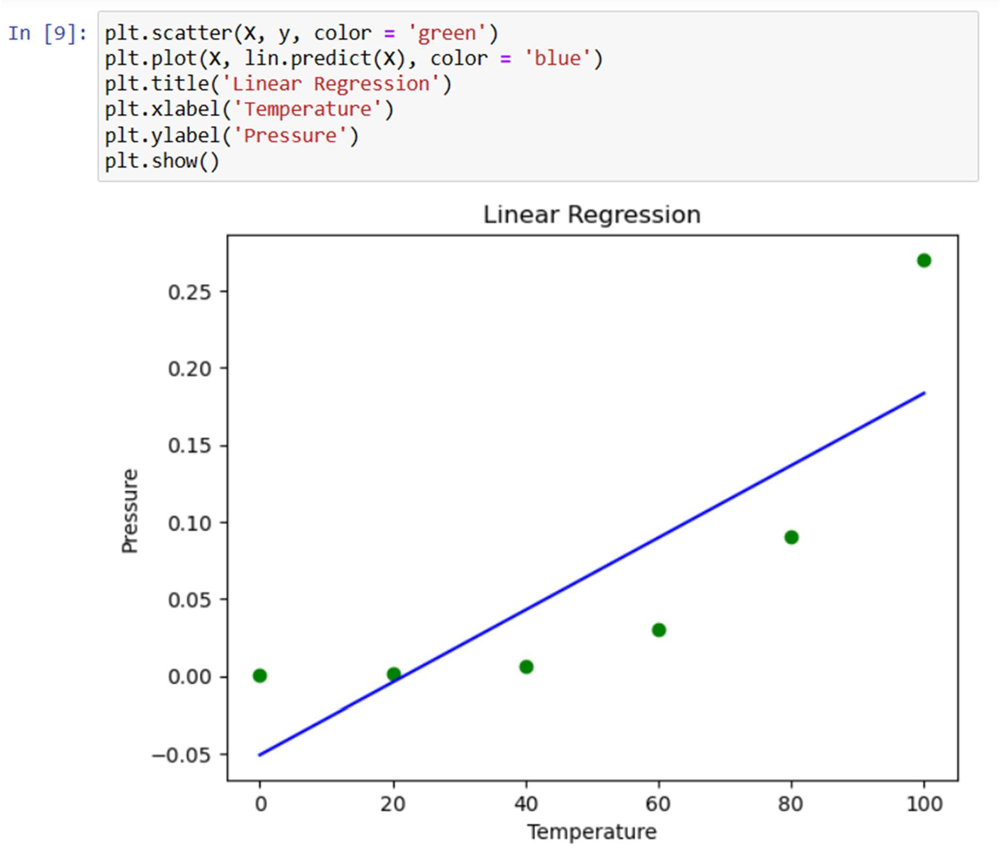 In [9]:
plt.scatter(X, y, color = 'green')
plt.plot(X, lin.predict(X), color = 'blue')
plt.title('Linear Regression')
plt.xlabel('Temperature')
plt.ylabel('Pressure')
plt.show()
Linear Regression
0.25
0.20
0.15
0.10
0.05
0.00
−0.05
Pressure
0 20 40 60 80 100
Temperature